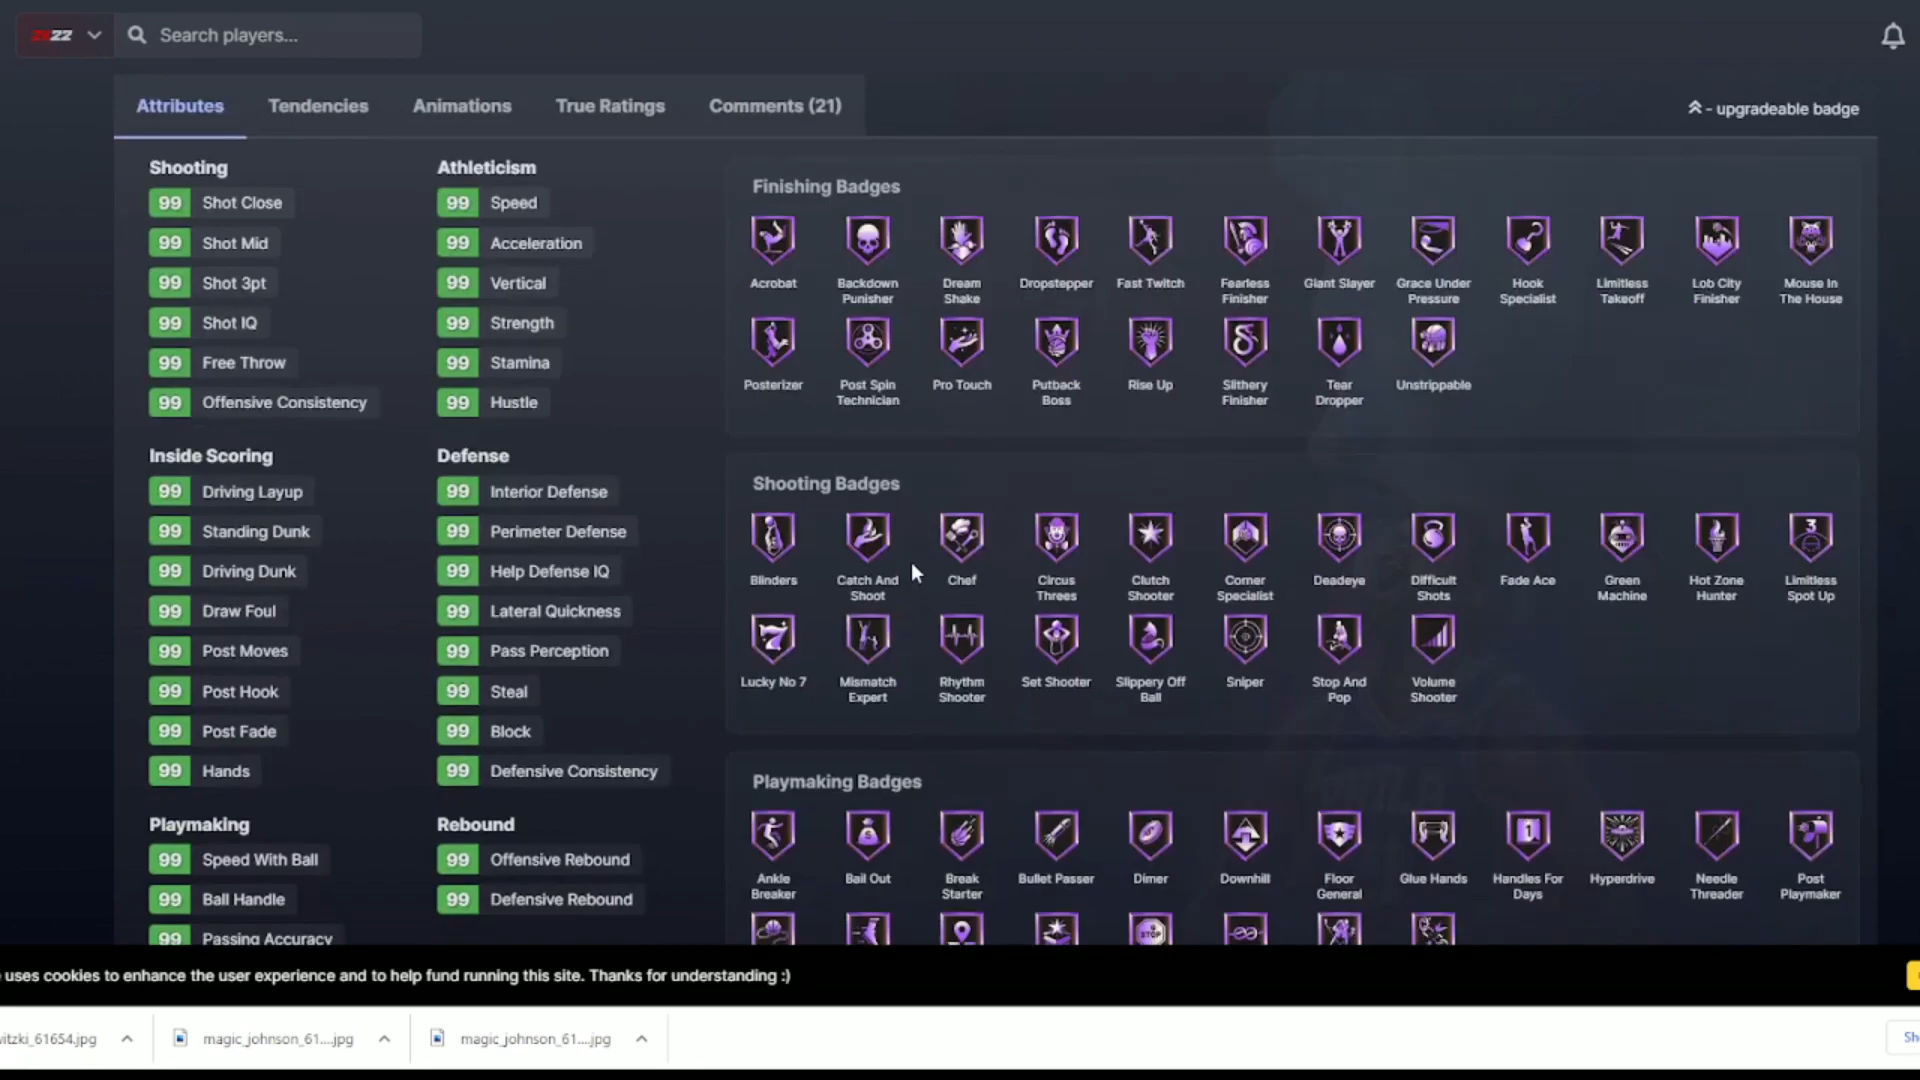 2K22
Search players...
Attributes
Tendencies
Animations
True Ratings
Comments (21)
- upgradeable badge
Shooting
99 Shot Close
99 Shot Mid
99 Shot 3pt
99 Shot IQ
99 Free Throw
99 Offensive Consistency
Athleticism
99 Speed
99 Acceleration
99 Vertical
99 Strength
99 Stamina
99 Hustle
Inside Scoring
99 Driving Layup
99 Standing Dunk
99 Driving Dunk
99 Draw Foul
99 Post Moves
99 Post Hook
99 Post Fade
99 Hands
Defense
99 Interior Defense
99 Perimeter Defense
99 Help Defense IQ
99 Lateral Quickness
99 Pass Perception
99 Steal
99 Block
99 Defensive Consistency
Playmaking
99 Speed With Ball
99 Ball Handle
99 Passing Accuracy
Rebound
99 Offensive Rebound
99 Defensive Rebound
Finishing Badges
Acrobat
Backdown
Punisher
Dream
Shake
Dropstepper
Fast Twitch
Fearless
Finisher
Giant Slayer
Grace Under
Pressure
Hook
Specialist
Limitless
Takeoff
Lob City
Finisher
Mouse In
The House
Posterizer
Post Spin
Technician
Pro Touch
Putback
Boss
Rise Up
Slithery
Finisher
Tear
Dropper
Unstrippable
Shooting Badges
Blinders
Catch And
Shoot
Chef
Circus
Threes
Clutch
Shooter
Corner
Specialist
Deadeye
Difficult
Shots
Fade Ace
Green
Machine
Hot Zone
Hunter
3
Limitless
Spot Up
7
Lucky No 7
Mismatch
Expert
Rhythm
Shooter
Set Shooter
Slippery Off
Ball
Sniper
Stop And
Pop
Volume
Shooter
Playmaking Badges
Ankle
Breaker
$
Bail Out
Break
Starter
Bullet Passer
Dimer
Downhill
Floor
General
Glue Hands
1
Handles For
Days
Hyperdrive
Needle
Threader
Post
Playmaker
STOP
uses cookies to enhance the user experience and to help fund running this site. Thanks for understanding :)
vitzki_61654.jpg
magic_johnson_61....jpg
magic_johnson_61....jpg
Sh